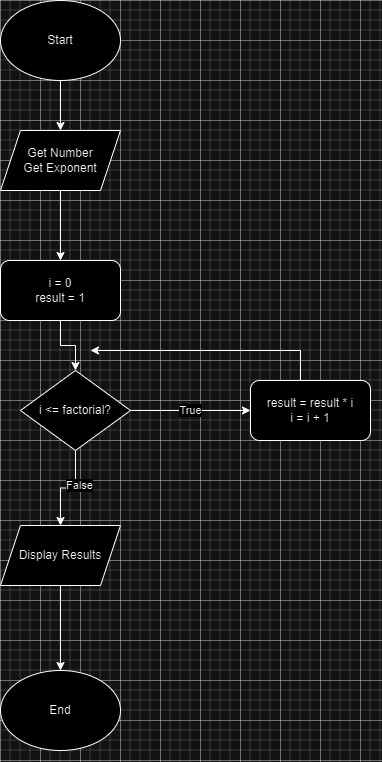 Start
Get Number
Get Exponent
i = 0
result = 1
i <= factorial?
True
result = result * i
i = i + 1
False
Display Results
End